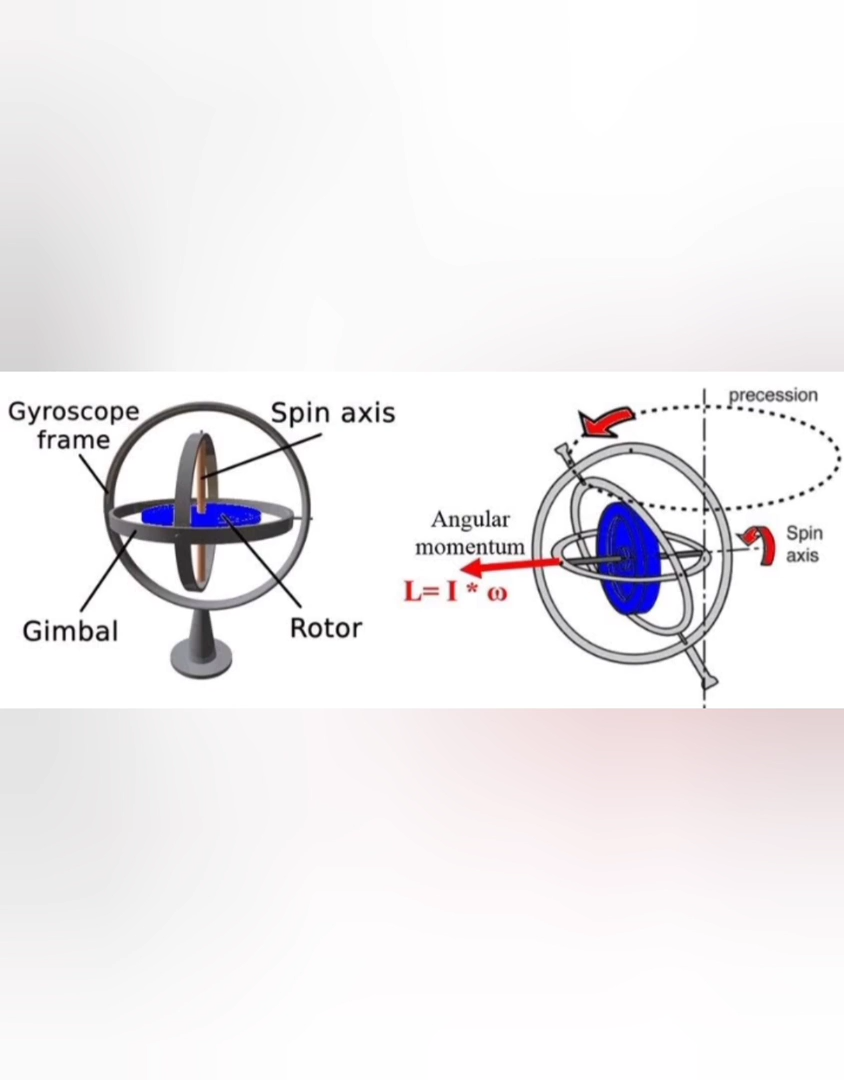 Gyroscope
frame
Spin axis
Gimbal
Rotor
precession
Angular
momentum
L= I * ω
Spin
axis